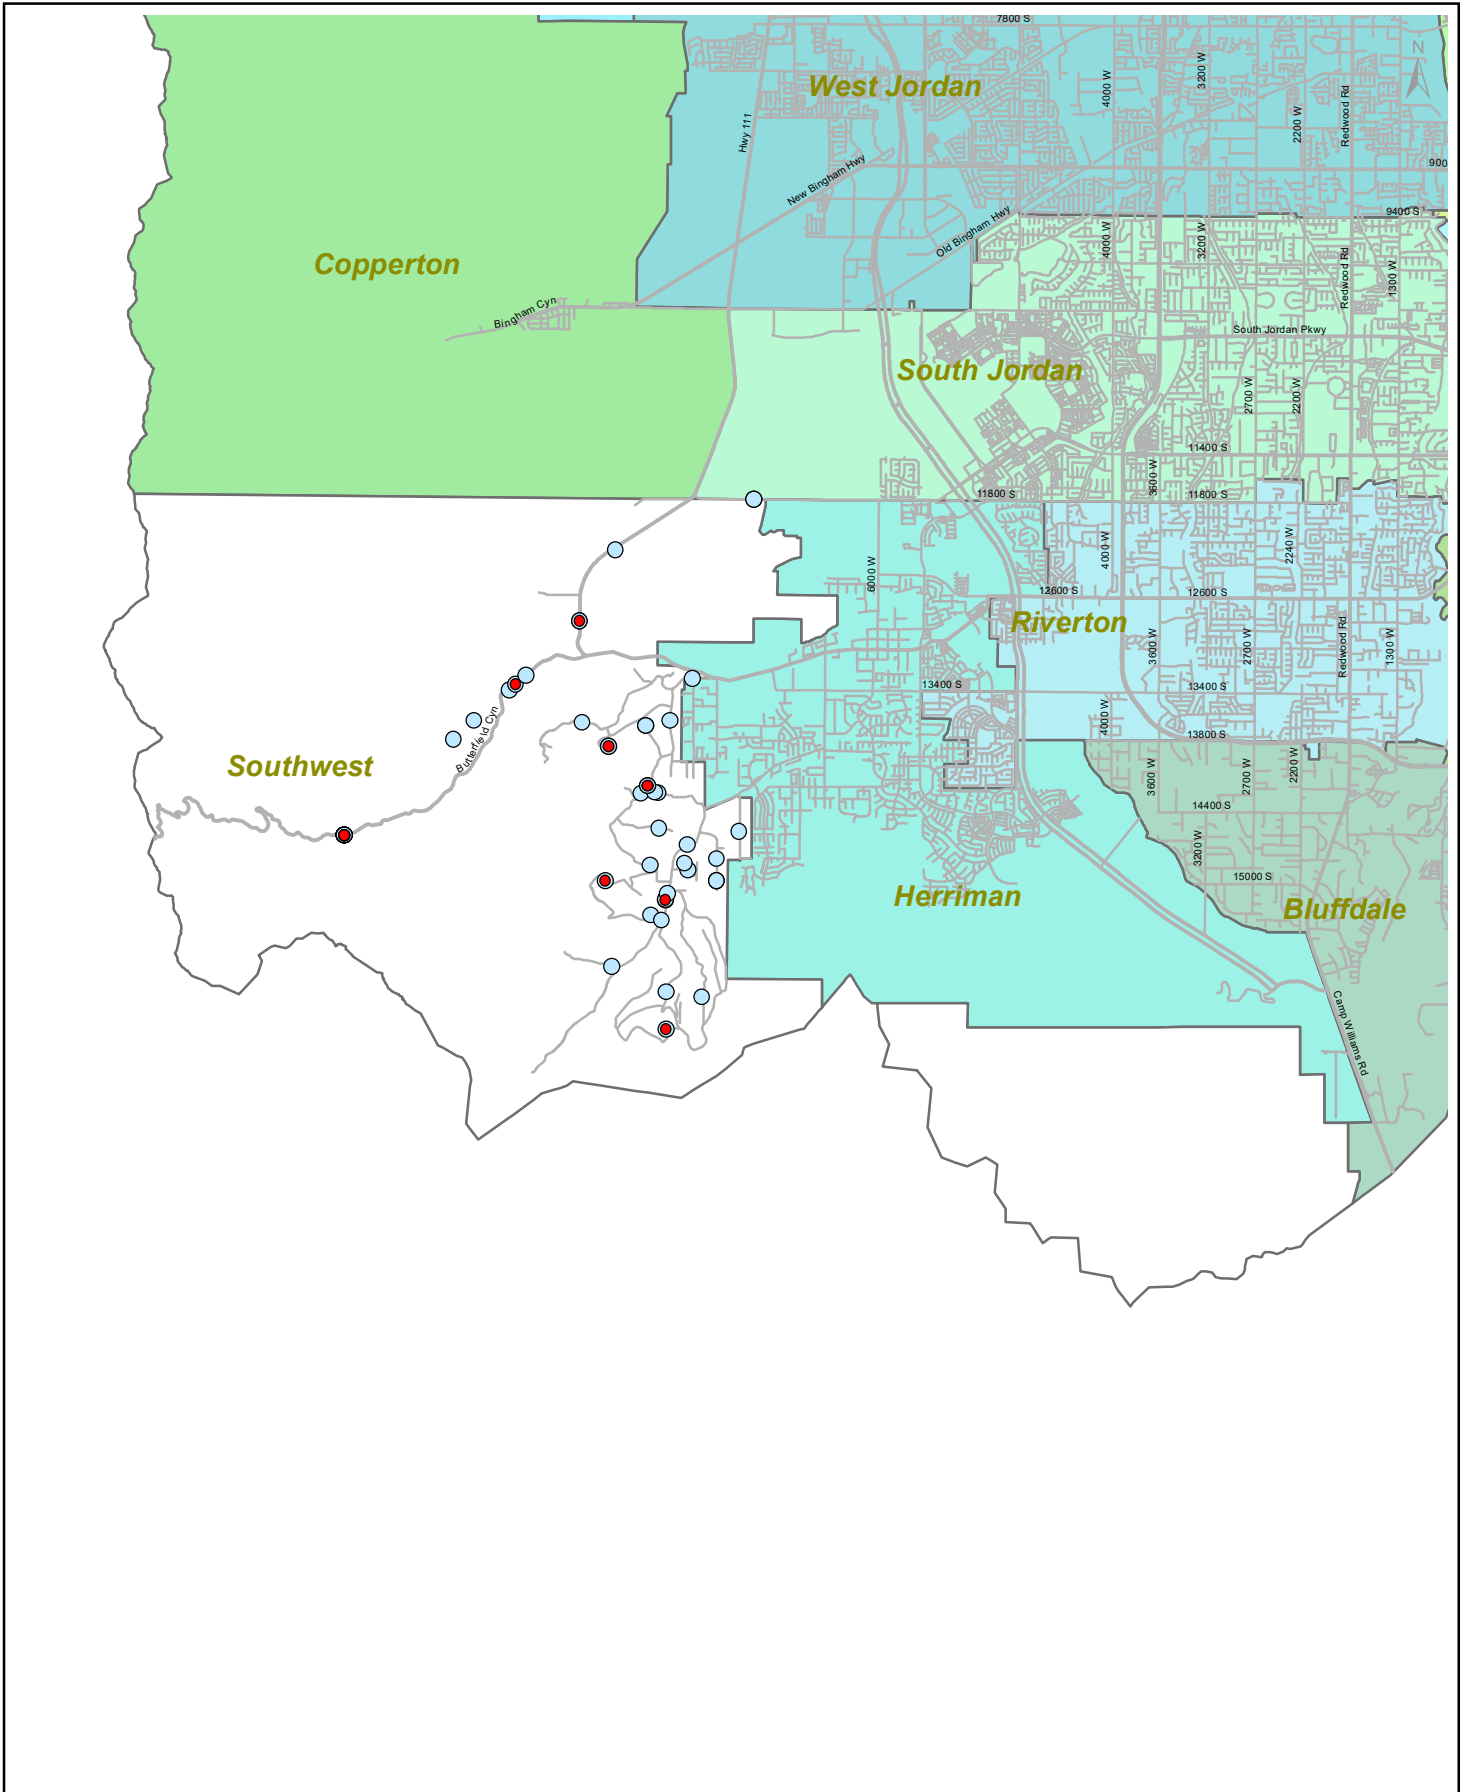 7800 S
N
West Jordan
4000 W
3200 W
2200 W
Redwood Rd
Hwy 111
New Bingham Hwy
900
9400 S
Old Bingham Hwy
4000 W
3200 W
Redwood Rd
1300 W
Copperton
Bingham Cyn
South Jordan Pkwy
South Jordan
2700 W
2200 W
11400 S
3600 W
11800 S
11800 S
6000 W
4000 W
2240 W
12600 S
12600 S
Riverton
3600 W
2700 W
Redwood Rd
1300 W
13400 S
13400 S
4000 W
13800 S
Butterfield Cyn
Southwest
3600 W
2700 W
2200 W
14400 S
3200 W
15000 S
Herriman
Bluffdale
Camp Williams Rd